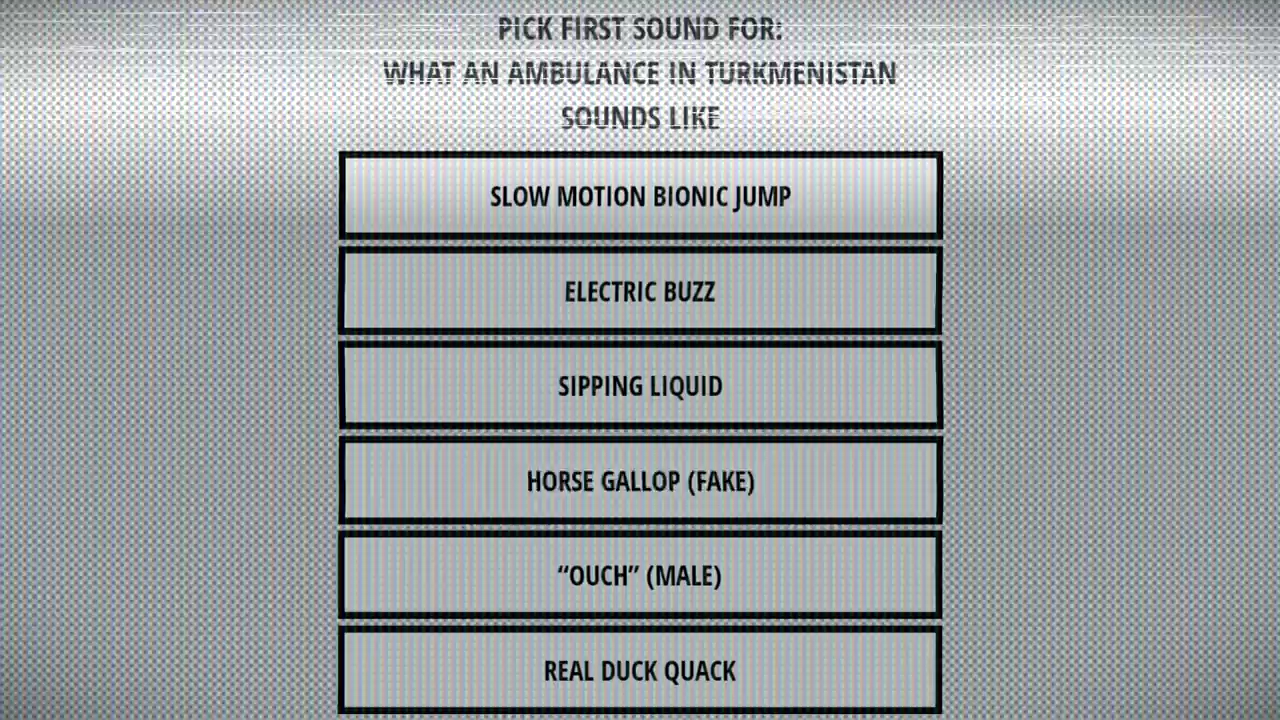 PICK FIRST SOUND FOR:
WHAT AN AMBULANCE IN TURKMENISTAN
SOUNDS LIKE
SLOW MOTION BIONIC JUMP
ELECTRIC BUZZ
SIPPING LIQUID
HORSE GALLOP (FAKE)
“OUCH” (MALE)
REAL DUCK QUACK